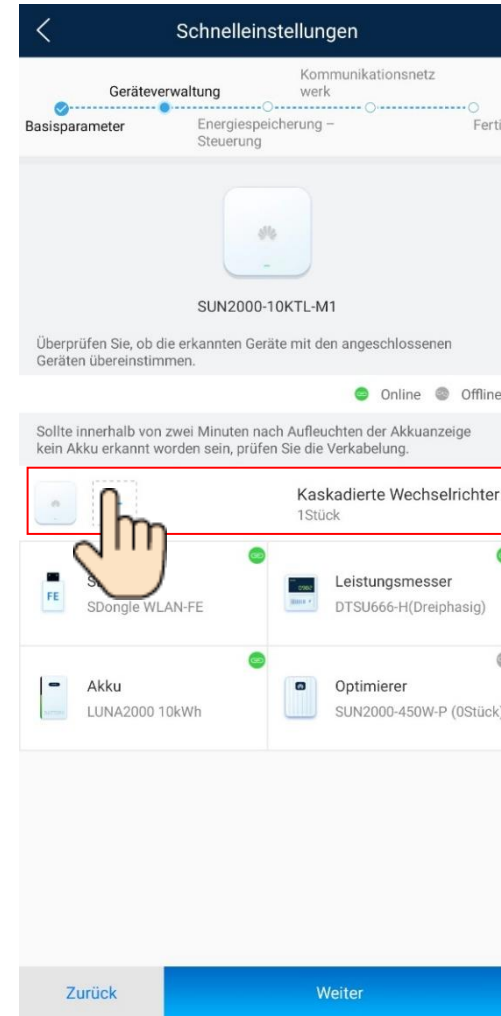 Schnelleinstellungen
Kommunikationsnetz
Geräteverwaltung
werk
Basisparameter
Energiespeicherung –
Ferti
Steuerung
SUN2000-10KTL-M1
Überprüfen Sie, ob die erkannten Geräte mit den angeschlossenen
Geräten übereinstimmen.
Online
Offline
Sollte innerhalb von zwei Minuten nach Aufleuchten der Akkuanzeige
kein Akku erkannt worden sein, prüfen Sie die Verkabelung.
Kaskadierte Wechselrichter
1Stück
FE
SDongle WLAN-FE
Leistungsmesser
DTSU666-H(Dreiphasig)
Akku
LUNA2000 10kWh
Optimierer
SUN2000-450W-P (0Stück)
Zurück
Weiter